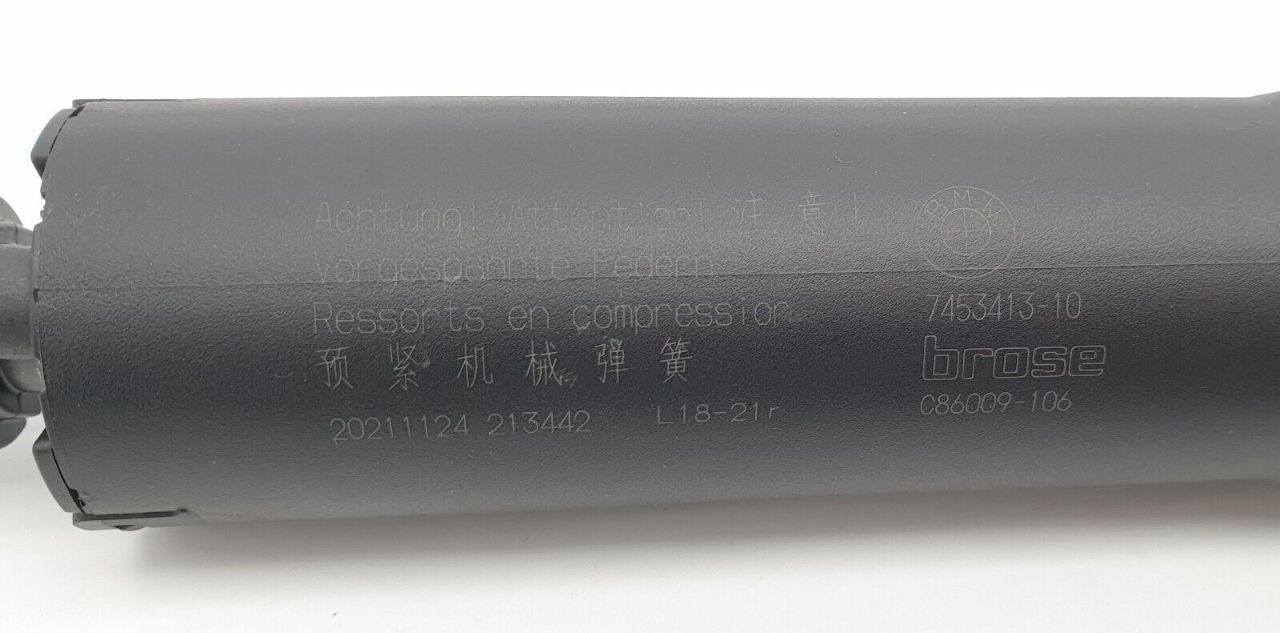 Achtung! Attention! 注意!
Vorgespannte Federn
Ressorts en compression
预紧机械弹簧
20211124 213442 L18-21r
BMW
7453413-10
brose
C86009-106